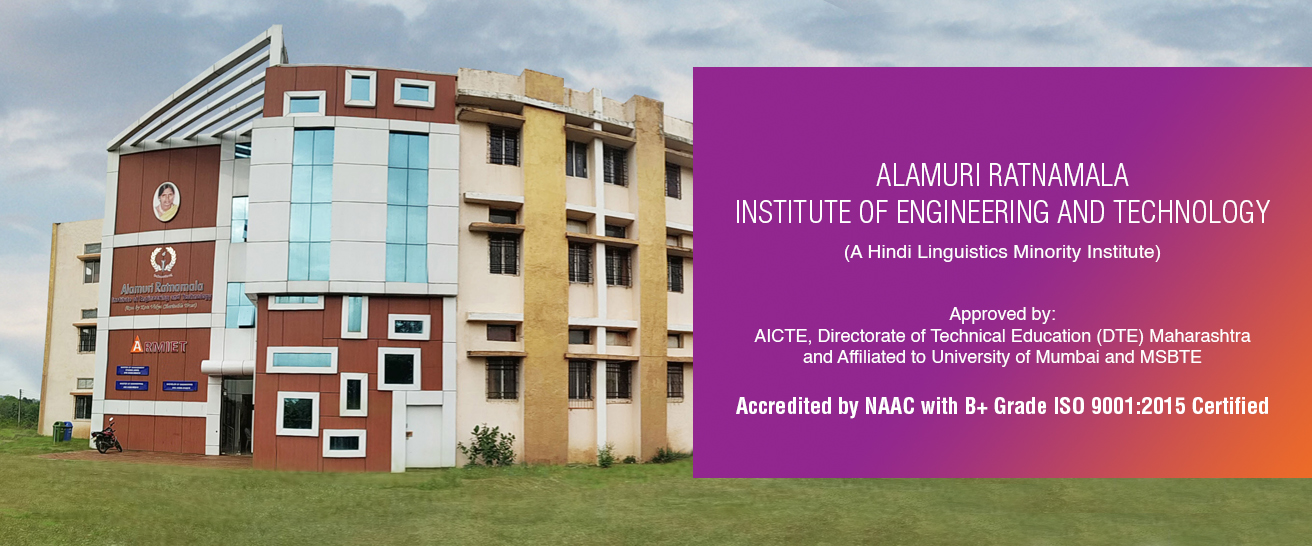 Alamuri Ratnamala
ARMIET
ALAMURI RATNAMALA
INSTITUTE OF ENGINEERING AND TECHNOLOGY
(A Hindi Linguistics Minority Institute)
Approved by:
AICTE, Directorate of Technical Education (DTE) Maharashtra
and Affiliated to University of Mumbai and MSBTE
Accredited by NAAC with B+ Grade ISO 9001:2015 Certified